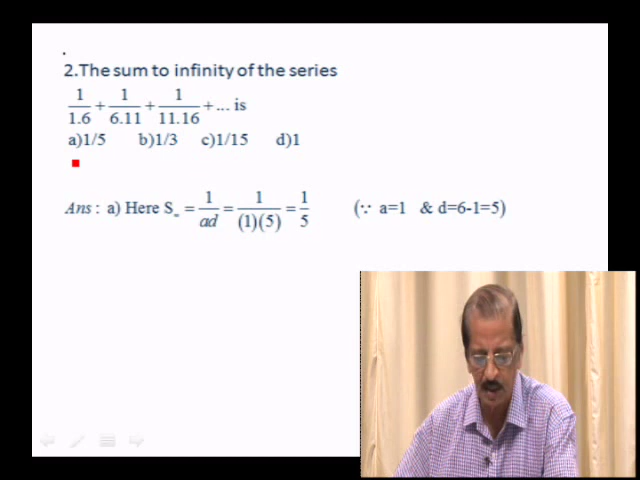 2.The sum to infinity of the series
1/1.6 + 1/6.11 + 1/11.16 + ... is
a)1/5 b)1/3 c)1/15 d)1
Ans : a) Here S∞ = 1/ad = 1/(1)(5) = 1/5 (∵ a=1 & d=6-1=5)